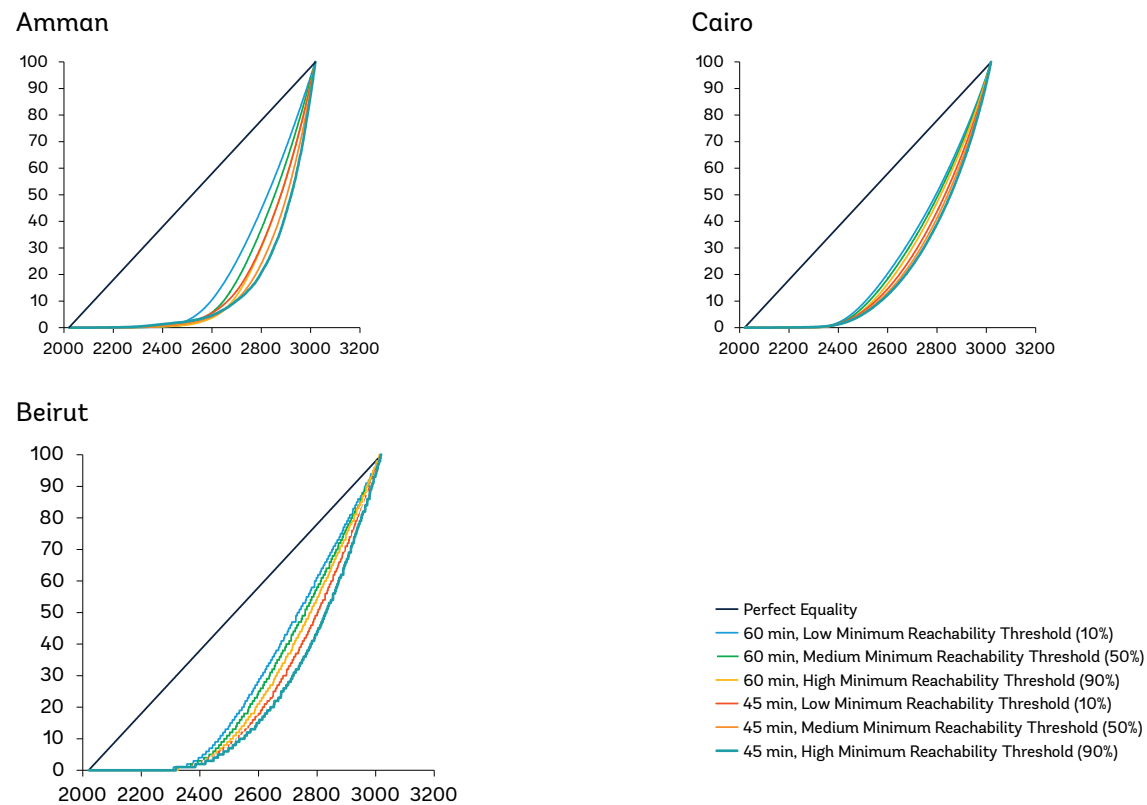 Amman
100
90
80
70
60
50
40
30
20
10
0
2000 2200 2400 2600 2800 3000 3200
Cairo
100
90
80
70
60
50
40
30
20
10
0
2000 2200 2400 2600 2800 3000 3200
Beirut
100
90
80
70
60
50
40
30
20
10
0
2000 2200 2400 2600 2800 3000 3200
Perfect Equality
60 min, Low Minimum Reachability Threshold (10%)
60 min, Medium Minimum Reachability Threshold (50%)
60 min, High Minimum Reachability Threshold (90%)
45 min, Low Minimum Reachability Threshold (10%)
45 min, Medium Minimum Reachability Threshold (50%)
45 min, High Minimum Reachability Threshold (90%)